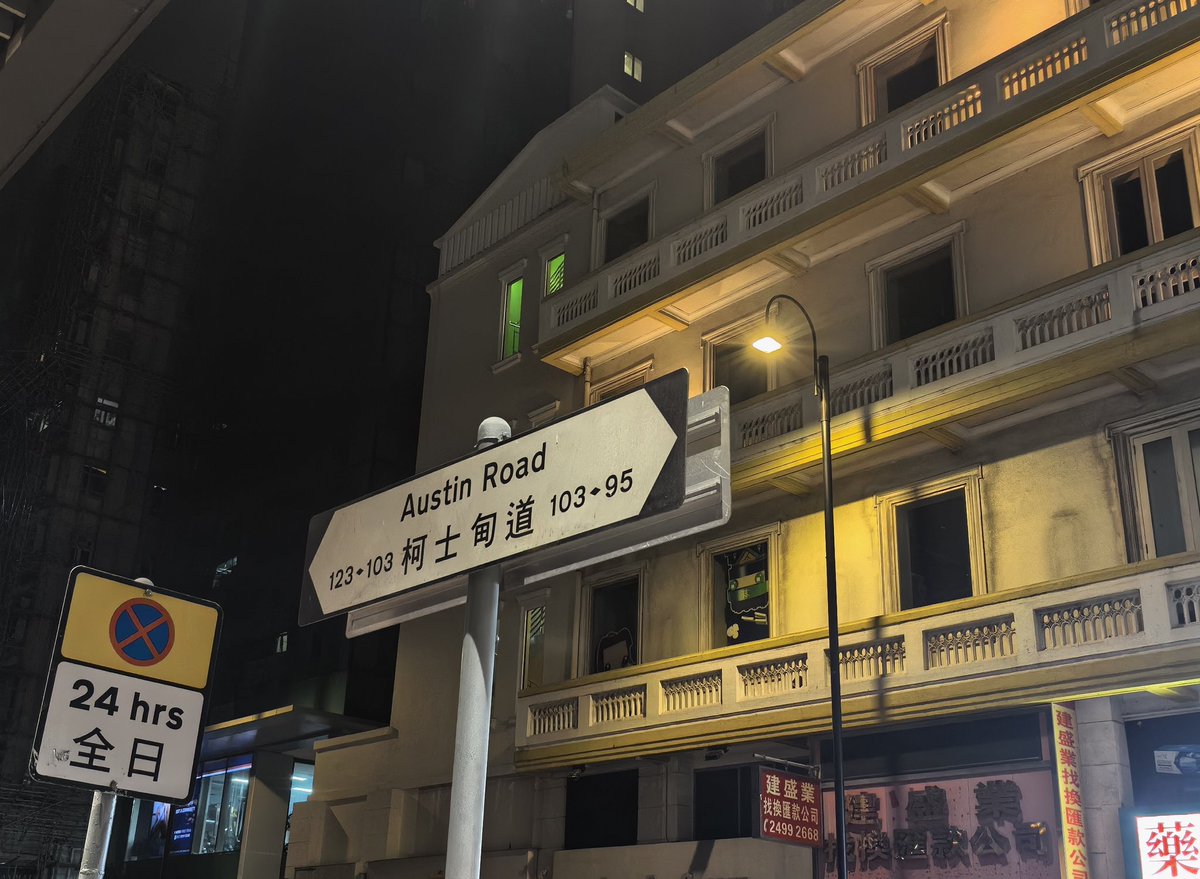 Austin Road
123 103 柯士甸道 103 95
24 hrs
全日
建盛業
找換匯款公司
2499 2668
建盛業
找換匯款公司
建盛業找換匯款公司
藥